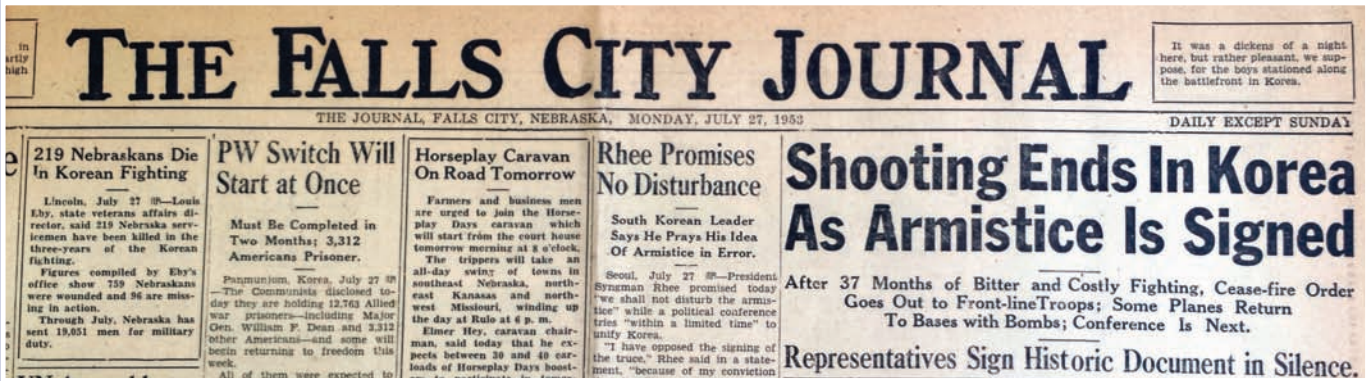 in
artly
high
THE FALLS CITY JOURNAL
It was a dickens of a night
here, but rather pleasant, we sup-
pose, for the boys stationed along
the battlefront in Korea.
THE JOURNAL, FALLS CITY, NEBRASKA, MONDAY, JULY 27, 1953
DAILY EXCEPT SUNDAY
219 Nebraskans Die
In Korean Fighting
Lincoln, July 27 —Louis
Eby, state veterans affairs di-
rector, said 219 Nebraska serv-
icemen have been killed in the
three-years of the Korean
fighting.
Figures compiled by Eby's
office show 759 Nebraskans
were wounded and 96 are miss-
ing in action.
Through July, Nebraska has
sent 19,051 men for military
duty.
PW Switch Will
Start at Once
Must Be Completed in
Two Months; 3,312
Americans Prisoner.
Panmunjom, Korea, July 27
—The Communists disclosed to-
day they are holding 12,763 Allied
war prisoners—including Major
Gen. William F. Dean and 3,312
other Americans—and some will
begin returning to freedom this
week.
All of them were expected to
Horseplay Caravan
On Road Tomorrow
Farmers and business men
are urged to join the Horse-
play Days caravan which
will start from the court house
tomorrow morning at 8 o'clock.
The trippers will take an
all-day swing of towns in
southeast Nebraska, north-
east Kanasas and north-
west Missiouri, winding up
the day at Rulo at 6 p. m.
Elmer Hey, caravan chair-
man, said today that he ex-
pects between 30 and 40 car-
loads of Horseplay Days boost-
Rhee Promises
No Disturbance
South Korean Leader
Says He Prays His Idea
Of Armistice in Error.
Seoul, July 27 —President
Syngman Rhee promised today
"we shall not disturb the armis-
tice" while a political conference
tries "within a limited time" to
unify Korea.
"I have opposed the signing of
the truce," Rhee said in a state-
ment, "because of my conviction
Shooting Ends In Korea
As Armistice Is Signed
After 37 Months of Bitter and Costly Fighting, Cease-fire Order
Goes Out to Front-lineTroops; Some Planes Return
To Bases with Bombs; Conference Is Next.
Representatives Sign Historic Document in Silence.